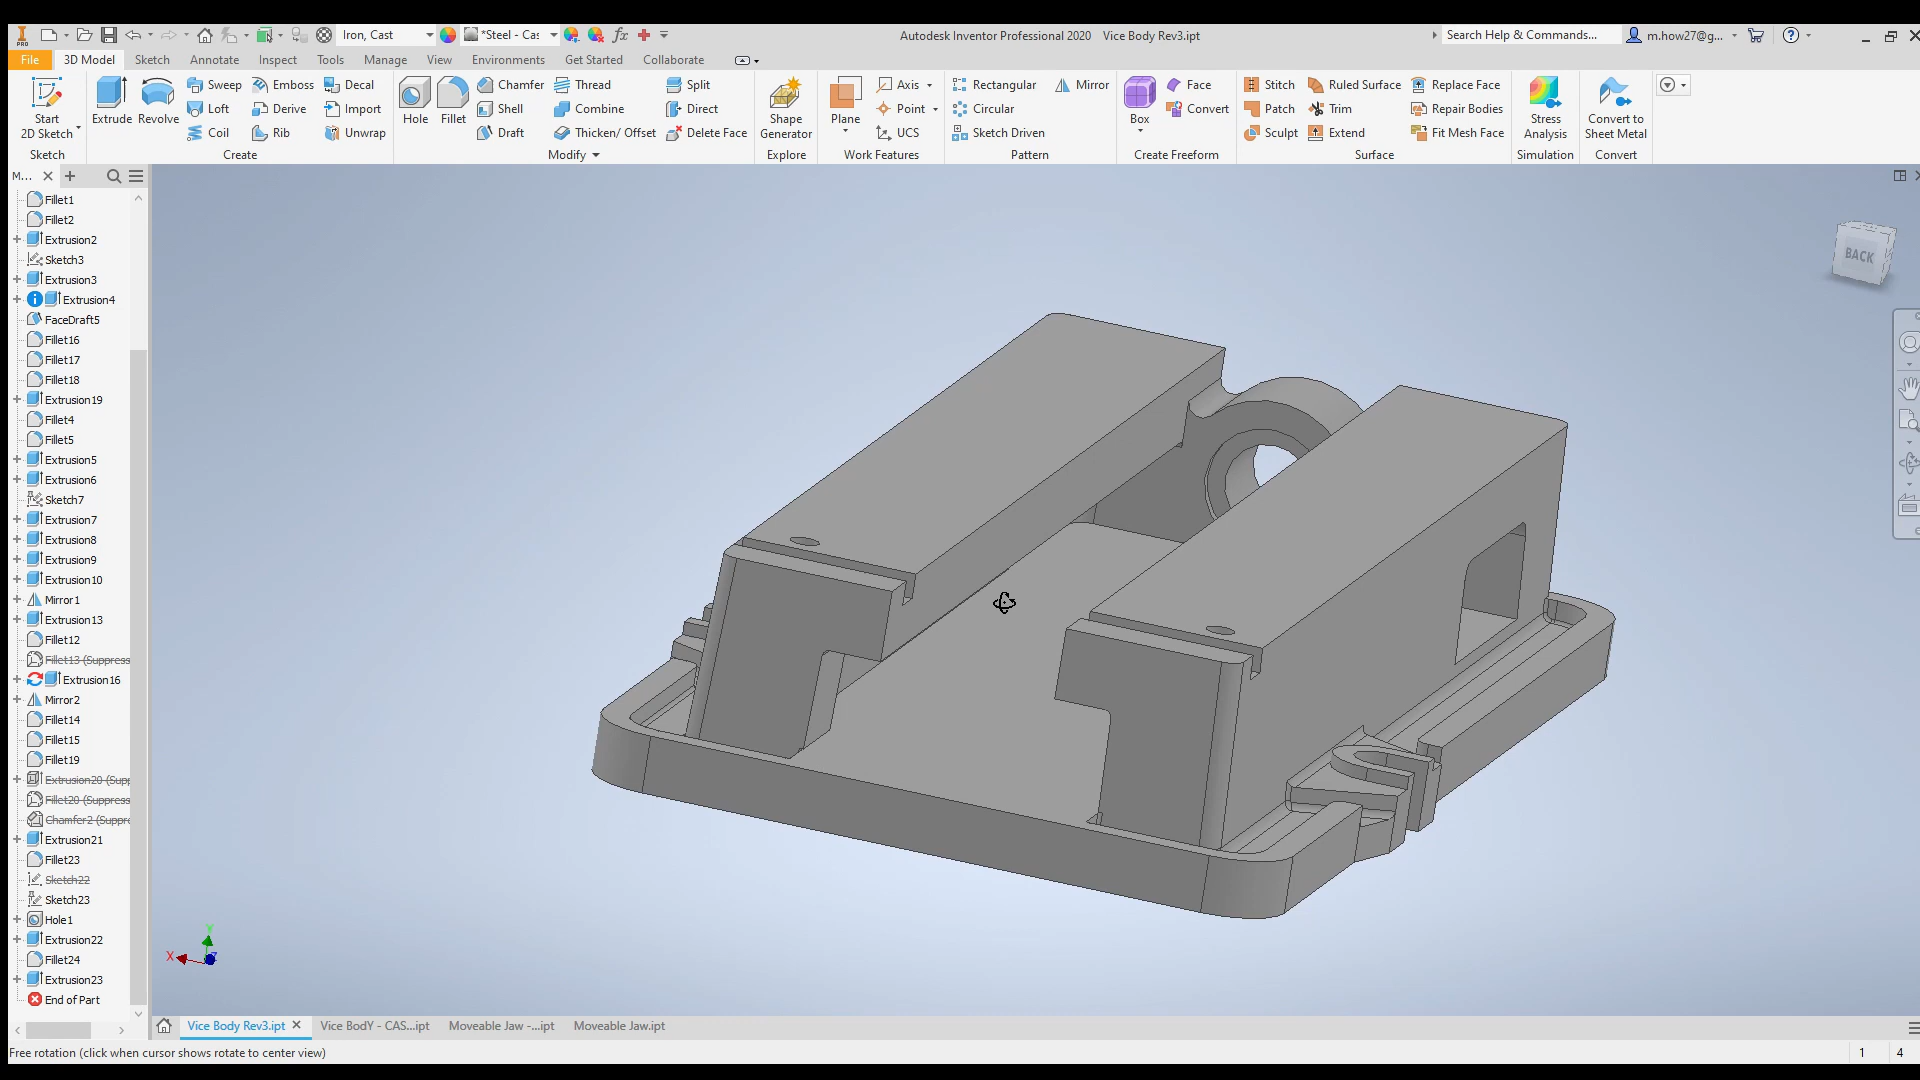 PRO
Iron, Cast
*Steel - Cas
fx
Autodesk Inventor Professional 2020 Vice Body Rev3.ipt
Search Help & Commands...
m.how27@g...
File 3D Model Sketch Annotate Inspect Tools Manage View Environments Get Started Collaborate
Start
2D Sketch
Sketch
Extrude
Revolve
Sweep
Loft
Coil
Emboss
Derive
Rib
Decal
Import
Unwrap
Create
Hole
Fillet
Chamfer
Shell
Draft
Thread
Combine
Thicken/ Offset
Split
Direct
Delete Face
Modify
Shape
Generator
Explore
Plane
Axis
Point
UCS
Work Features
Rectangular
Circular
Sketch Driven
Mirror
Pattern
Box
Face
Convert
Create Freeform
Stitch
Patch
Sculpt
Ruled Surface
Trim
Extend
Replace Face
Repair Bodies
Fit Mesh Face
Surface
Stress
Analysis
Simulation
Convert to
Sheet Metal
Convert
M...
Fillet1
Fillet2
Extrusion2
Sketch3
Extrusion3
Extrusion4
FaceDraft5
Fillet16
Fillet17
Fillet18
Extrusion19
Fillet4
Fillet5
Extrusion5
Extrusion6
Sketch7
Extrusion7
Extrusion8
Extrusion9
Extrusion10
Mirror1
Extrusion13
Fillet12
Fillet13 (Suppress
Extrusion16
Mirror2
Fillet14
Fillet15
Fillet19
Extrusion20 (Supp
Fillet20 (Suppress
Chamfer2 (Suppre
Extrusion21
Fillet23
Sketch22
Sketch23
Hole1
Extrusion22
Fillet24
Extrusion23
End of Part
BACK
Y
X
Z
Vice Body Rev3.ipt Vice BodY - CAS...ipt Moveable Jaw -...ipt Moveable Jaw.ipt
Free rotation (click when cursor shows rotate to center view)
1 4